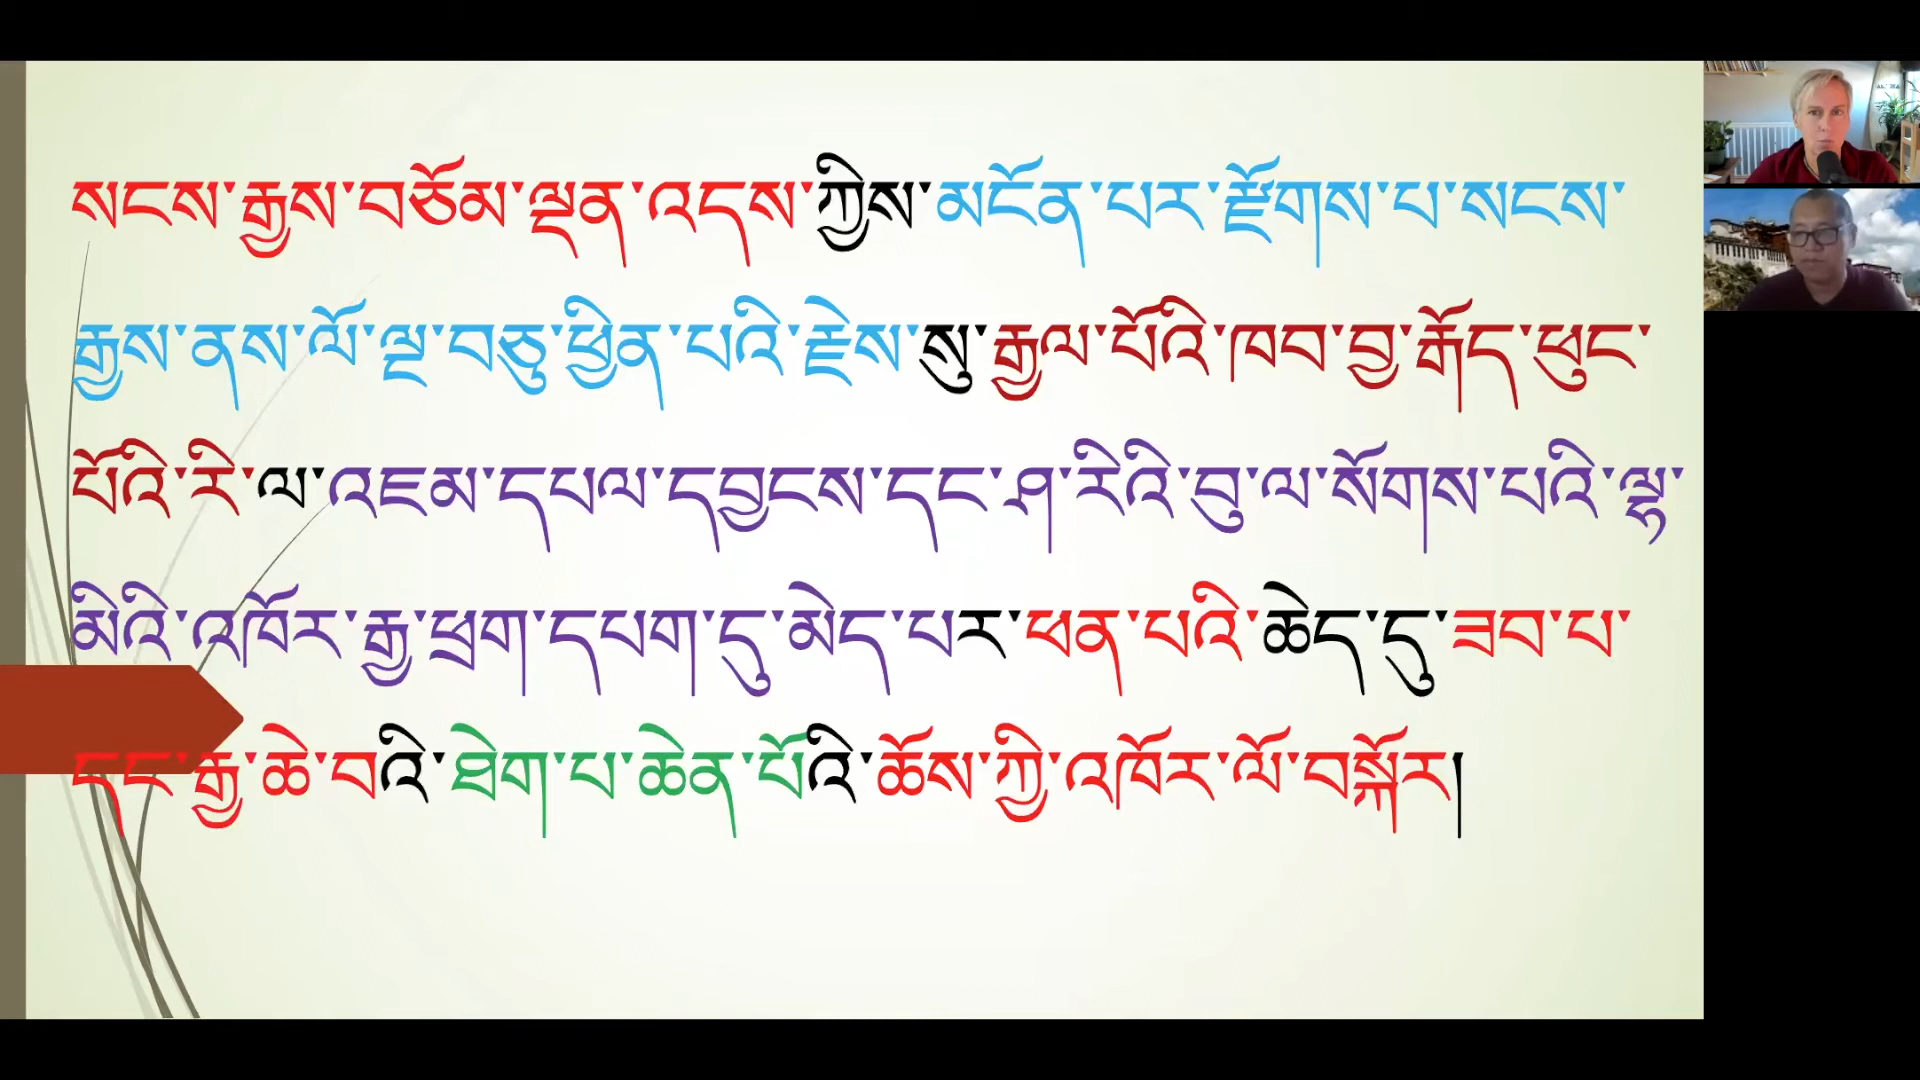 སངས་རྒྱས་བཅོམ་ལྡན་འདས་ཀྱིས་མངོན་པར་རྫོགས་པ་སངས་
རྒྱས་ནས་ལོ་ལྔ་བཅུ་ཕྱིན་པའི་རྗེས་སུ་རྒྱལ་པོའི་ཁབ་བྱ་རྒོད་ཕུང་
པོའི་རི་ལ་འཇམ་དཔལ་དབྱངས་དང་ཤ་རིའི་བུ་ལ་སོགས་པའི་ལྷ་
མིའི་འཁོར་རྒྱ་ཕྲག་དཔག་ཏུ་མེད་པར་ཕན་པའི་ཆེད་དུ་ཟབ་པ་
དང་རྒྱ་ཆེ་བའི་ཐེག་པ་ཆེན་པོའི་ཆོས་ཀྱི་འཁོར་ལོ་བསྐོར།